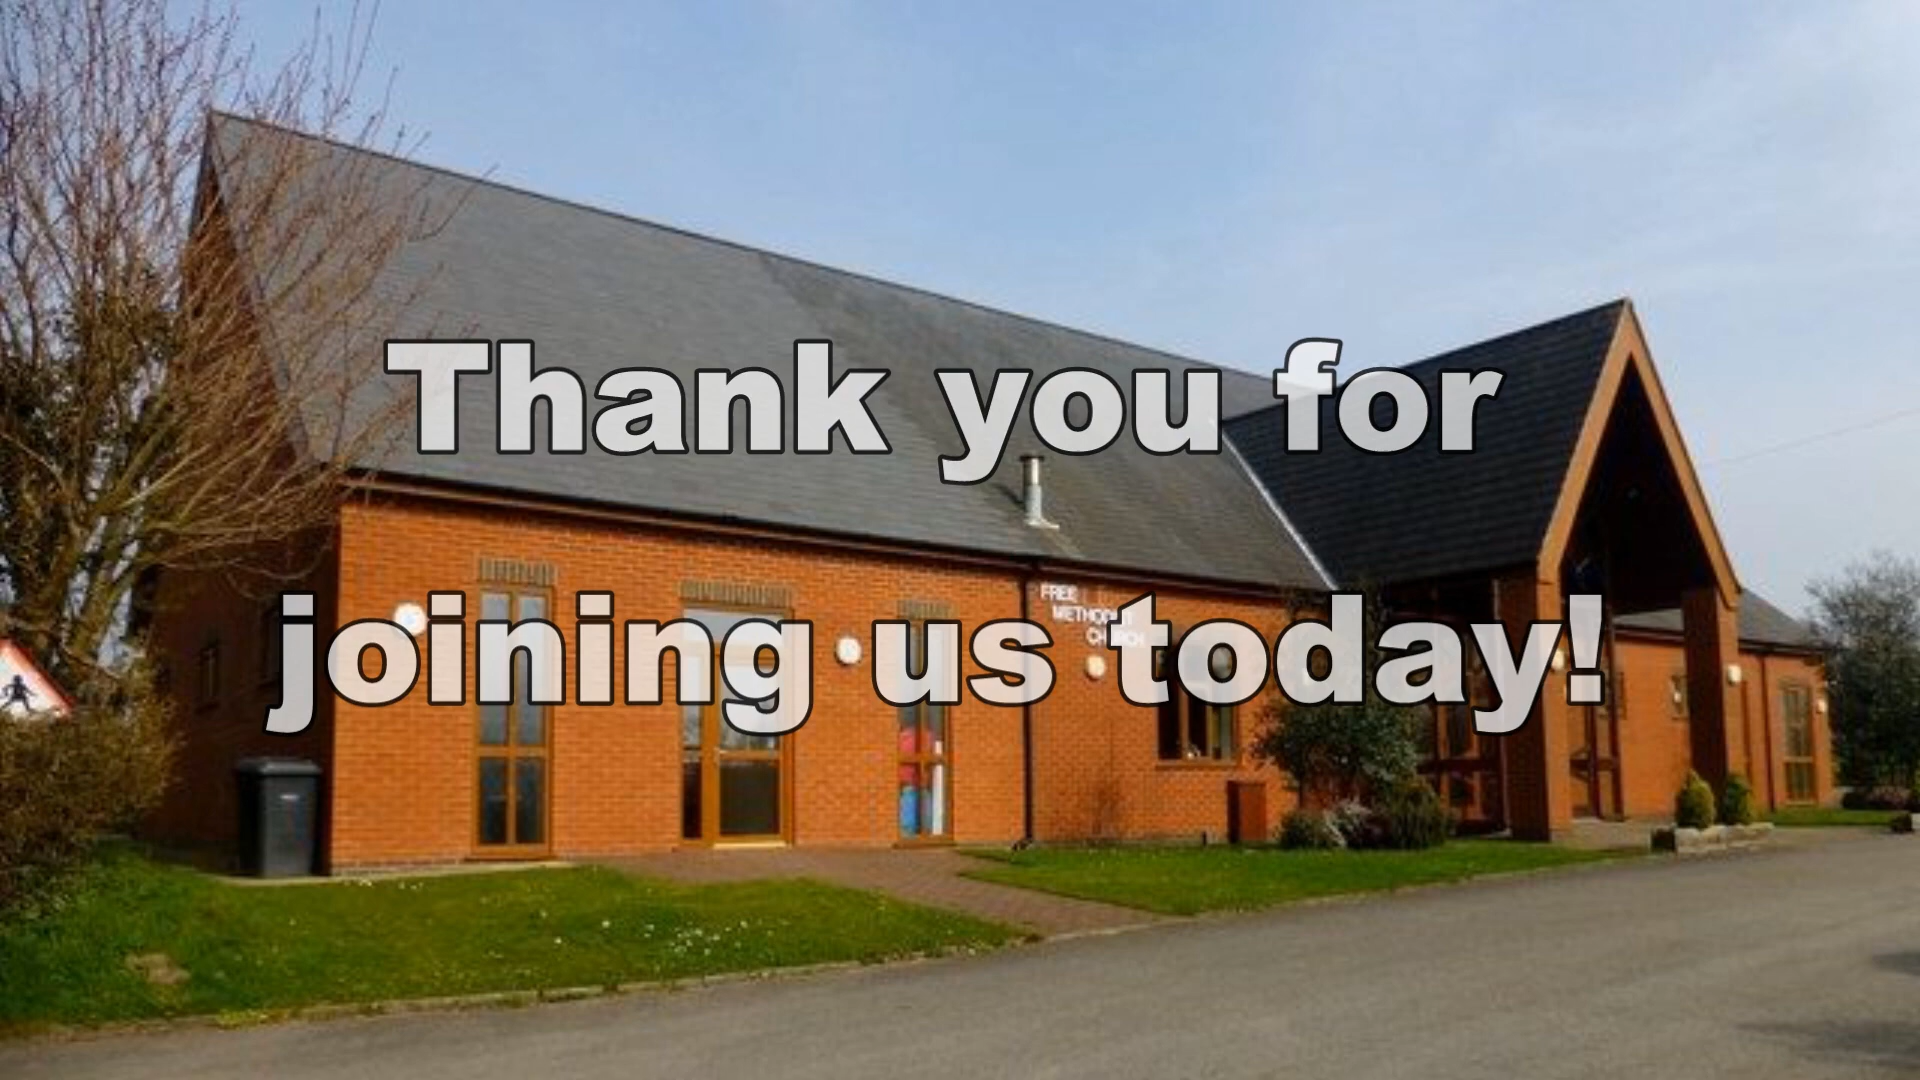 Thank you for
joining us today!
FREE
METHODIST
CHURCH